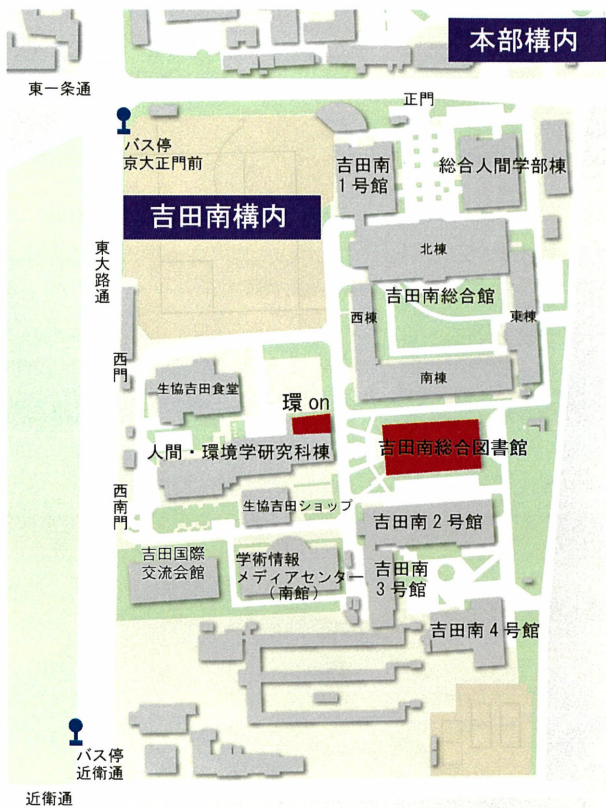 本部構内
東一条通
正門
バス停
京大正門前
吉田南
1号館
総合人間学部棟
吉田南構内
北棟
東大路通
吉田南総合館
西棟
東棟
西門
南棟
生協吉田食堂
環on
人間・環境学研究科棟
吉田南総合図書館
西南門
生協吉田ショップ
吉田南2号館
吉田国際
交流会館
学術情報
メディアセンター
(南館)
吉田南
3号館
吉田南4号館
バス停
近衛通
近衛通